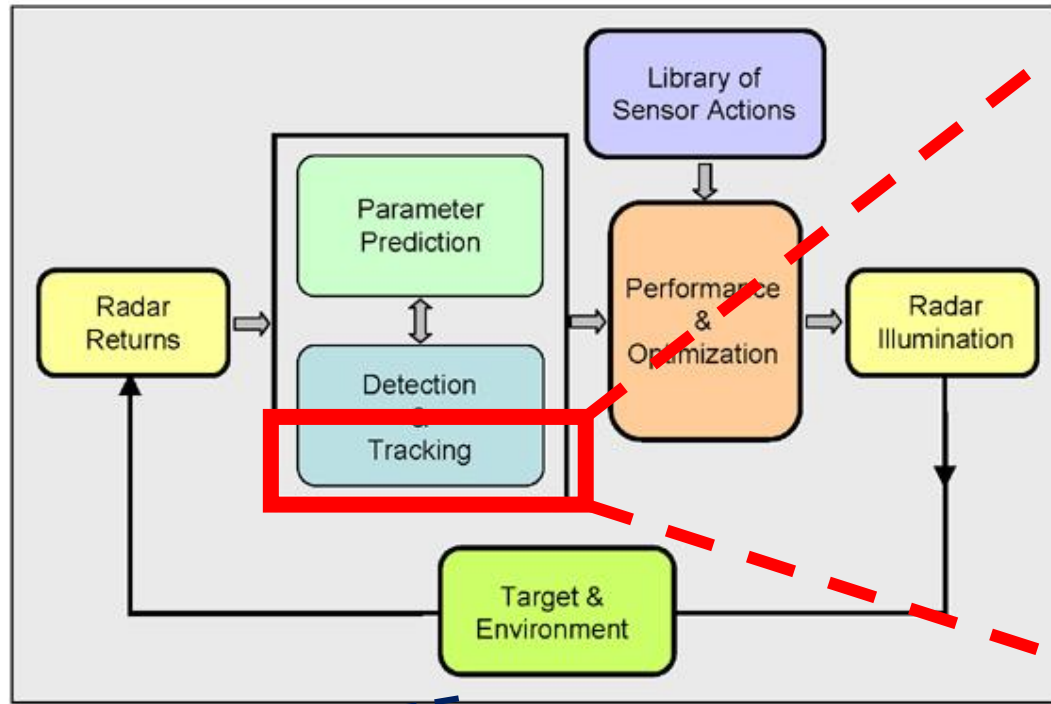 Library of
Sensor Actions
Parameter
Prediction
Radar
Returns
Detection
&
Tracking
Performance
&
Optimization
Radar
Illumination
Target &
Environment